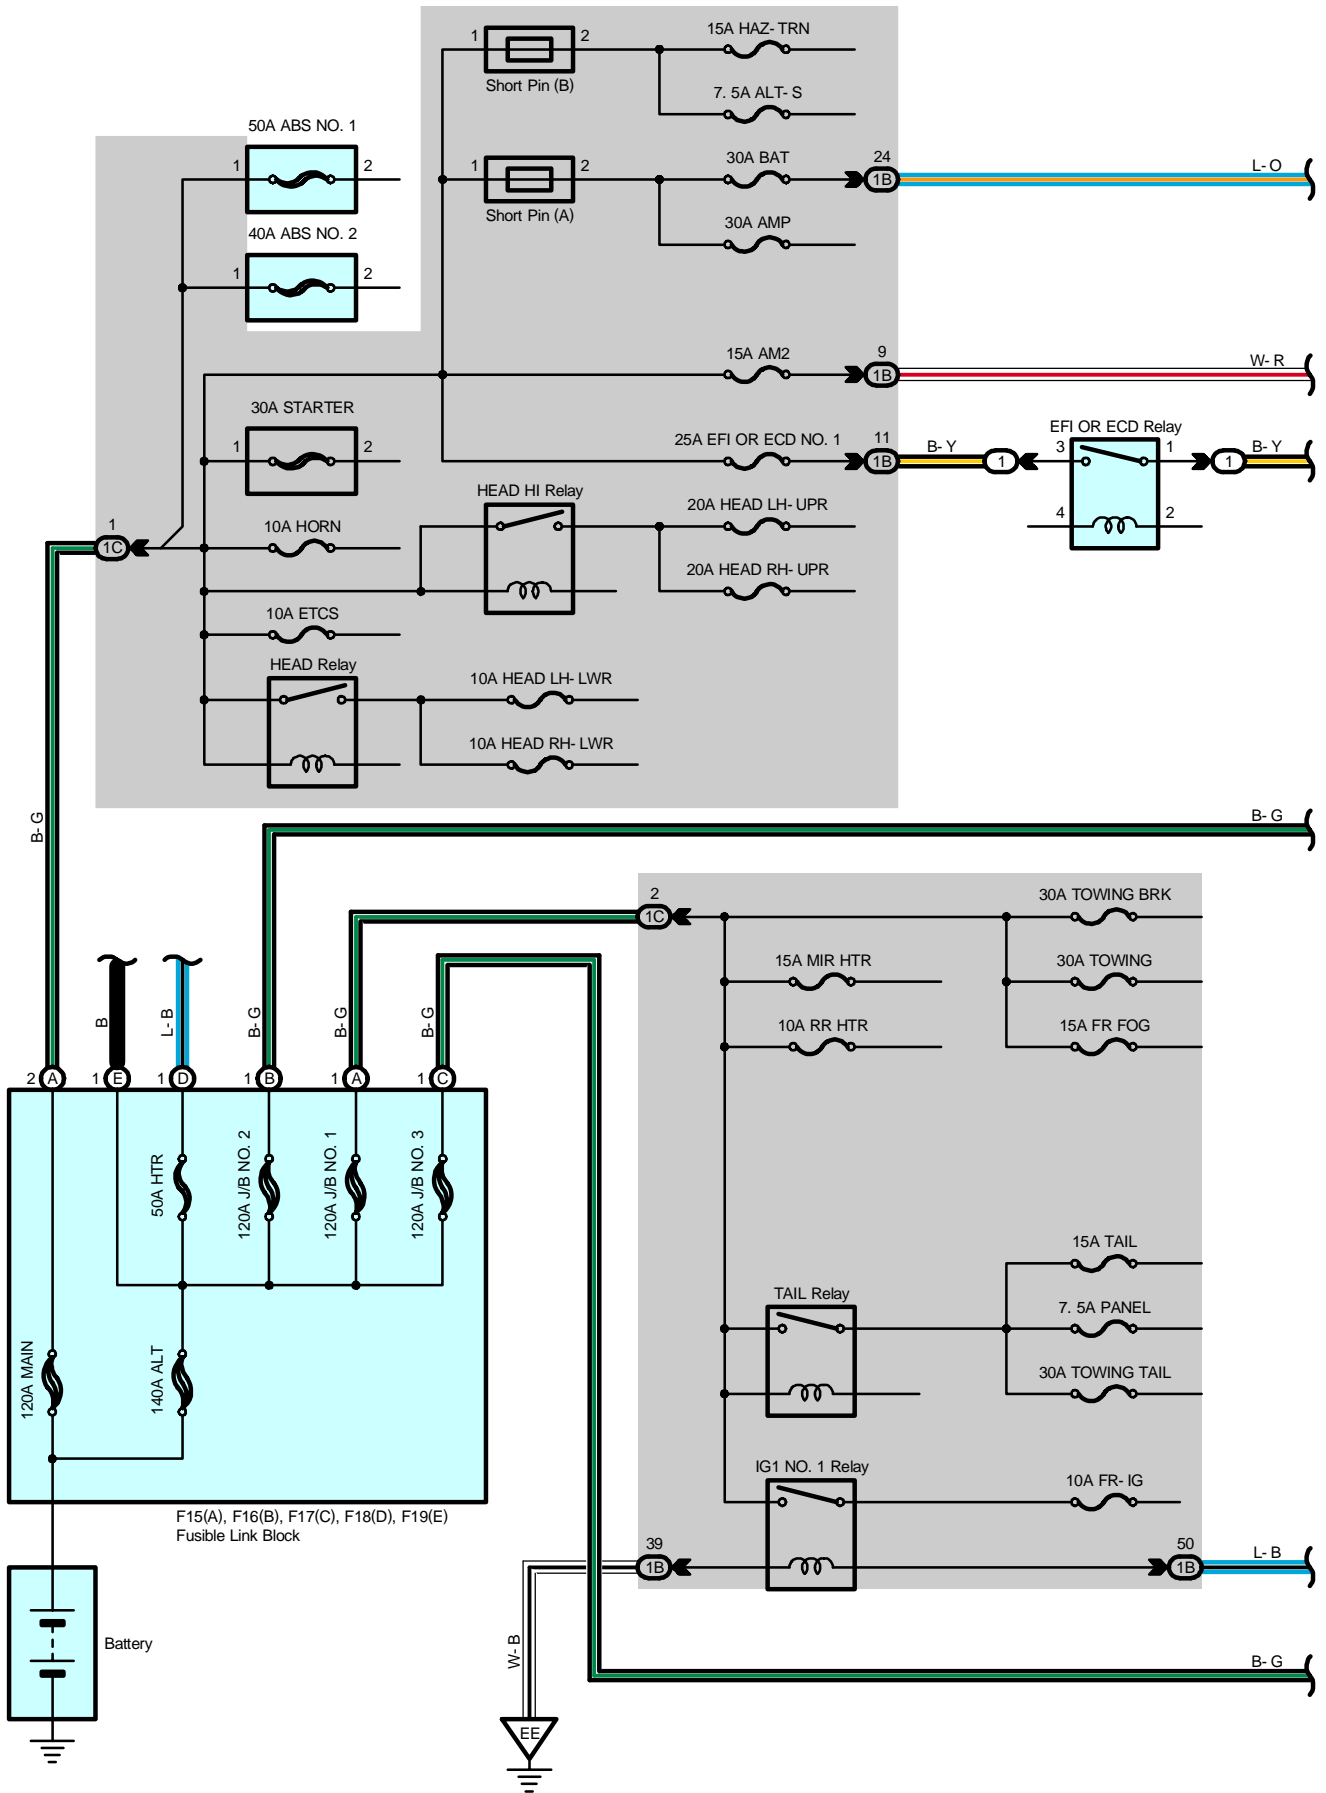 15A HAZ- TRN
1 2
Short Pin (B)
7. 5A ALT- S
50A ABS NO. 1
1 2
1 2
Short Pin (A)
30A BAT
24
1B
L- O
30A AMP
40A ABS NO. 2
1 2
15A AM2
9
1B
W- R
30A STARTER
1 2
25A EFI OR ECD NO. 1
11
1B
B- Y
1
EFI OR ECD Relay
3 1
4 2
1
B- Y
HEAD HI Relay
20A HEAD LH- UPR
20A HEAD RH- UPR
1
1C
10A HORN
10A ETCS
HEAD Relay
10A HEAD LH- LWR
10A HEAD RH- LWR
B- G
B- G
2
1C
30A TOWING BRK
15A MIR HTR
30A TOWING
10A RR HTR
15A FR FOG
B
L- B
B- G
B- G
B- G
2 A
1 E
1 D
1 B
1 A
1 C
50A HTR
120A J/B NO. 2
120A J/B NO. 1
120A J/B NO. 3
15A TAIL
TAIL Relay
7. 5A PANEL
30A TOWING TAIL
120A MAIN
140A ALT
IG1 NO. 1 Relay
10A FR- IG
F15(A), F16(B), F17(C), F18(D), F19(E)
Fusible Link Block
39
1B
50
1B
L- B
Battery
W- B
B- G
EE